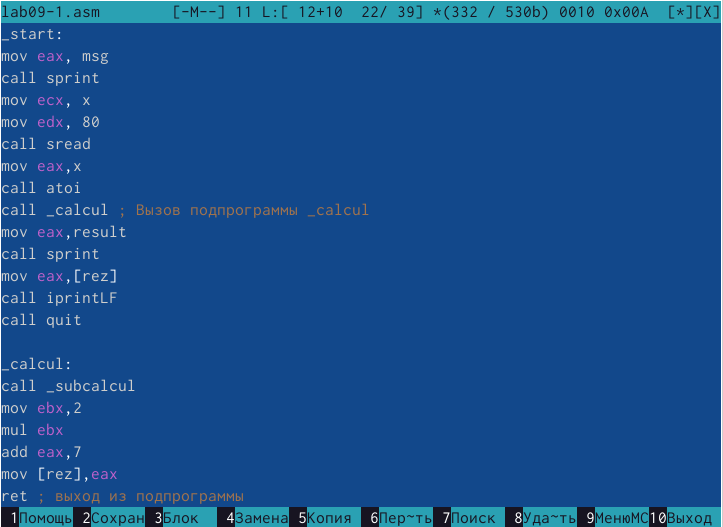 lab09-1.asm [-M--] 11 L:[ 12+10 22/ 39] *(332 / 530b) 0010 0x00A [*][X]
_start:
mov eax, msg
call sprint
mov ecx, x
mov edx, 80
call sread
mov eax,x
call atoi
call _calcul ; Вызов подпрограммы _calcul
mov eax,result
call sprint
mov eax,[rez]
call iprintLF
call quit
_calcul:
call _subcalcul
mov ebx,2
mul ebx
add eax,7
mov [rez],eax
ret ; выход из подпрограммы
1Помощь 2Сохран 3Блок 4Замена 5Копия 6Пер~ть 7Поиск 8Уда~ть 9МенюMC 10Выход